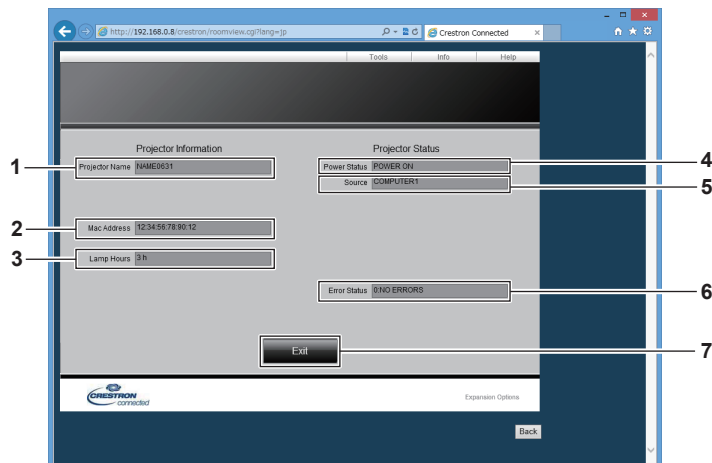 http://192.168.0.8/crestron/roomview.cgi?lang=jp
Crestron Connected
Tools Info Help
Projector Information
Projector Status
1 Projector Name NAME0631
Power Status POWER ON 4
Source COMPUTER1 5
2 Mac Address 12:34:56:78:90:12
3 Lamp Hours 3 h
Error Status 0:NO ERRORS 6
Exit 7
CRESTRON
connected
Expansion Options
Back